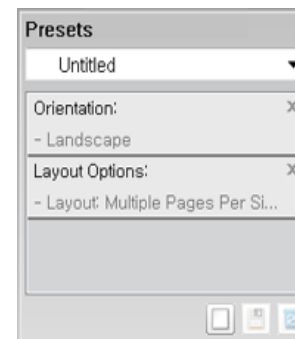 Presets
Untitled
Orientation: x
- Landscape
Layout Options: x
- Layout: Multiple Pages Per Si...